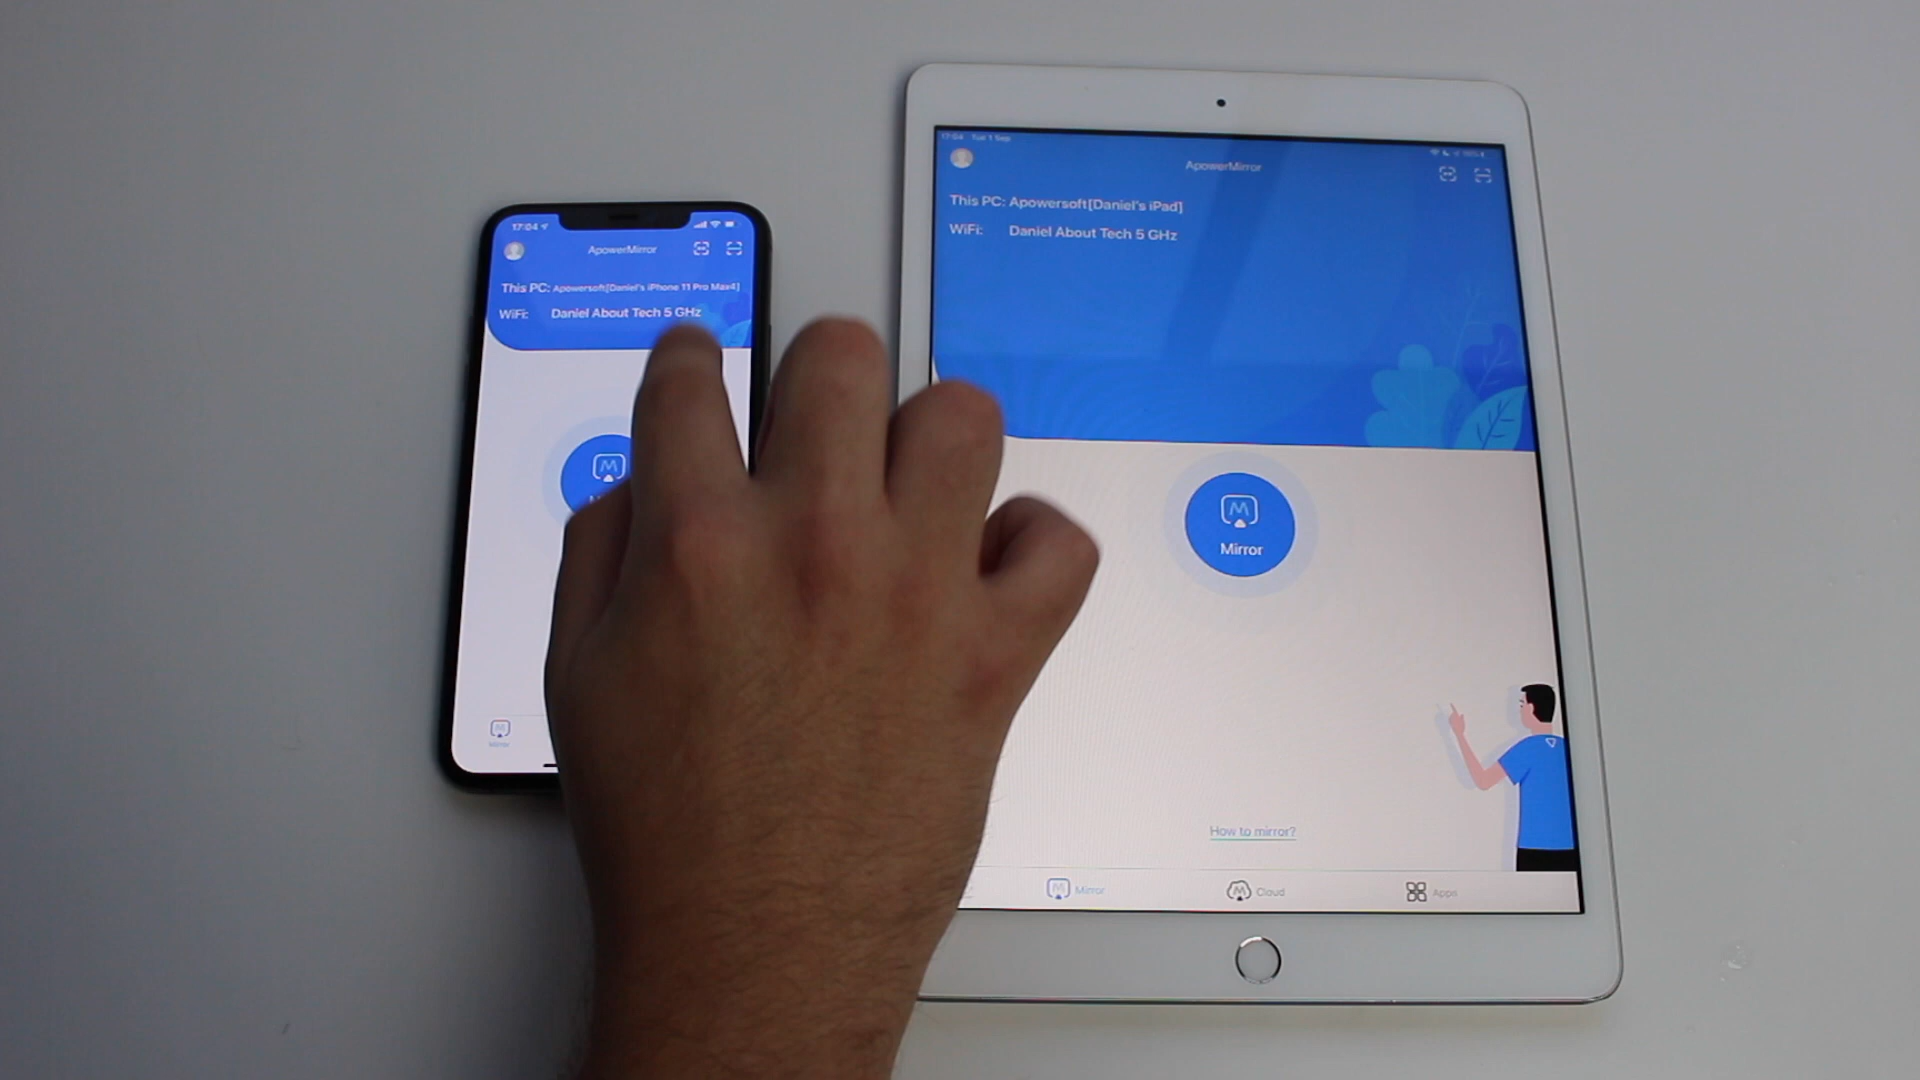 17:04
ApowerMirror
This PC: Apowersoft[Daniel's iPhone 11 Pro Max4]
WiFi: Daniel About Tech 5 GHz
Mirror
17:04 Tue 1 Sep
ApowerMirror
This PC: Apowersoft[Daniel's iPad]
WiFi: Daniel About Tech 5 GHz
Mirror
How to mirror?
Mirror
Cloud
Apps